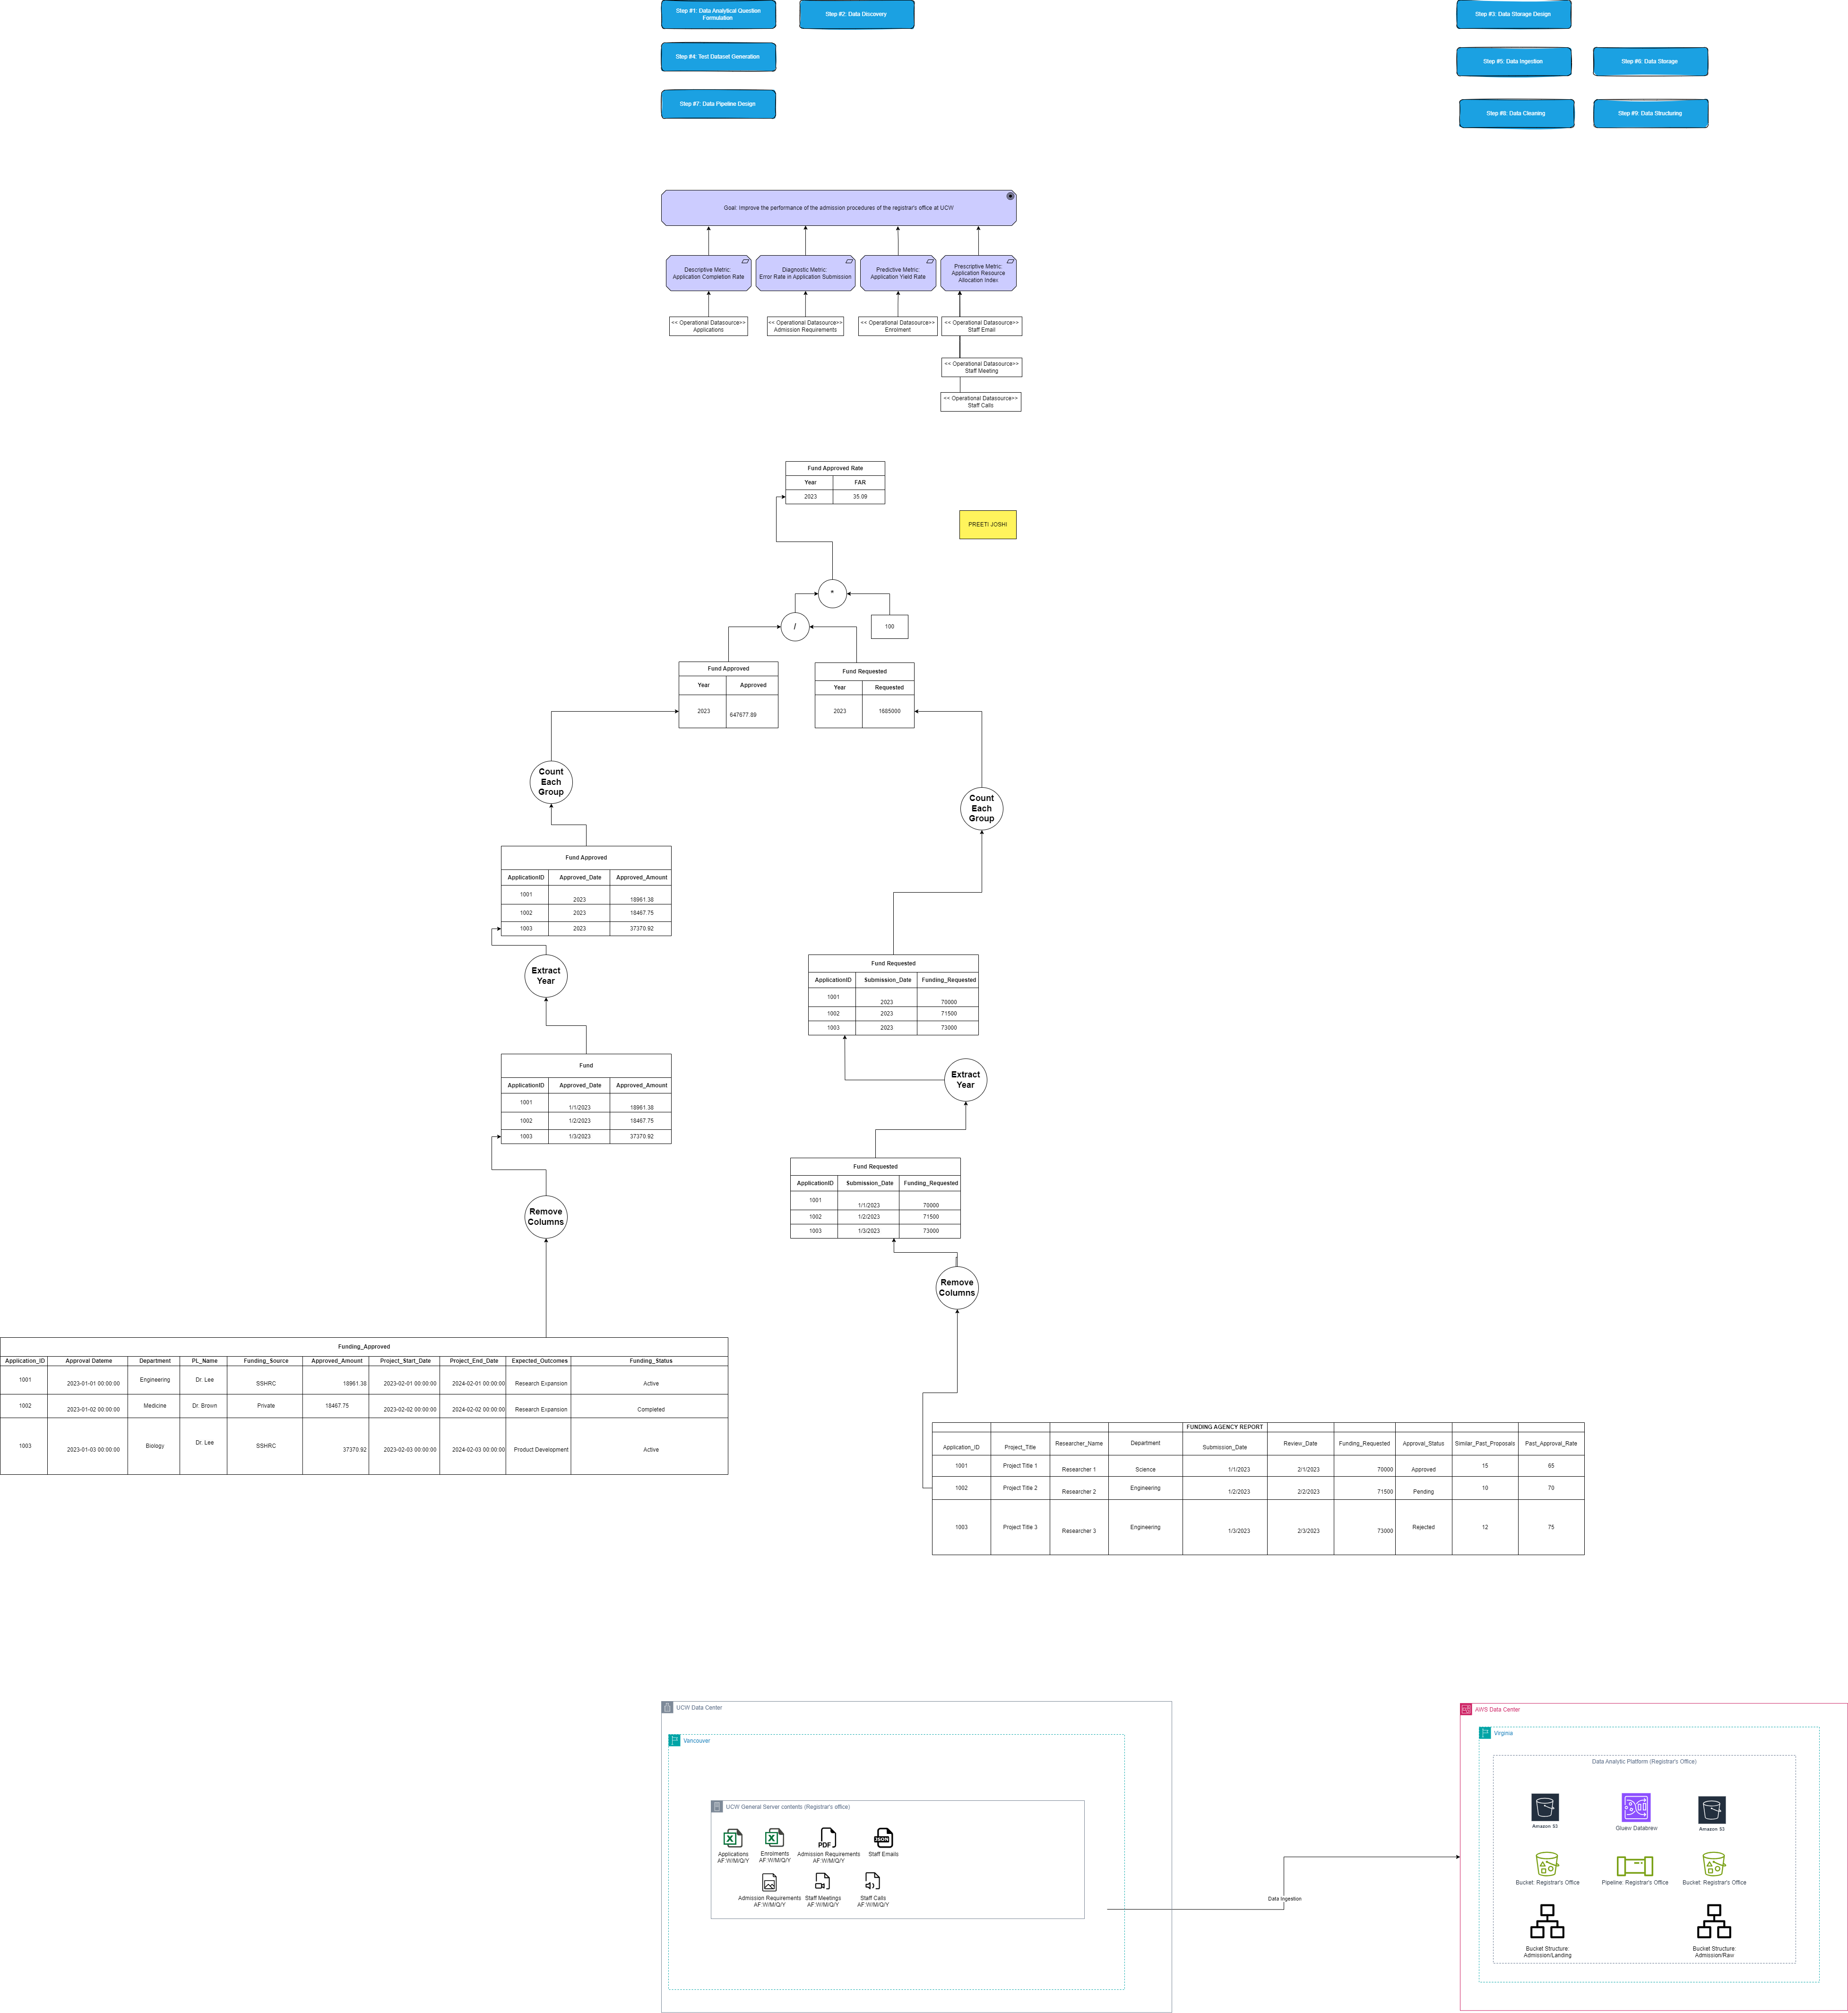 Step #1: Data Analytical Question
Formulation
Step #2: Data Discovery
Step #3: Data Storage Design
Step #4: Test Dataset Generation
Step #5: Data Ingestion
Step #6: Data Storage
Step #7: Data Pipeline Design
Step #8: Data Cleaning
Step #9: Data Structuring
Goal: Improve the performance of the admission procedures of the registrar's office at UCW
Descriptive Metric:
Application Completion Rate
Diagnostic Metric:
Error Rate in Application Submission
Predictive Metric:
Application Yield Rate
Prescriptive Metric:
Application Resource
Allocation Index
<< Operational Datasource>>
Applications
<< Operational Datasource>>
Admission Requirements
<< Operational Datasource>>
Enrolment
<< Operational Datasource>>
Staff Email
<< Operational Datasource>>
Staff Meeting
<< Operational Datasource>>
Staff Calls
Fund Approved Rate
Year FAR
2023 35.09
PREETI JOSHI
*
/
100
Fund Approved
Year Approved
2023 647677.89
Fund Requested
Year Requested
2023 1685000
Count
Each
Group
Count
Each
Group
Fund Approved
ApplicationID Approved_Date Approved_Amount
1001 2023 18961.38
1002 2023 18467.75
1003 2023 37370.92
Extract
Year
Fund Requested
ApplicationID Submission_Date Funding_Requested
1001 2023 70000
1002 2023 71500
1003 2023 73000
Fund
ApplicationID Approved_Date Approved_Amount
1001 1/1/2023 18961.38
1002 1/2/2023 18467.75
1003 1/3/2023 37370.92
Extract
Year
Fund Requested
ApplicationID Submission_Date Funding_Requested
1001 1/1/2023 70000
1002 1/2/2023 71500
1003 1/3/2023 73000
Remove
Columns
Remove
Columns
Funding_Approved
Application_ID Approval Dateme Department PL_Name Funding_Source Approved_Amount Project_Start_Date Project_End_Date Expected_Outcomes Funding_Status
1001 2023-01-01 00:00:00 Engineering Dr. Lee SSHRC 18961.38 2023-02-01 00:00:00 2024-02-01 00:00:00 Research Expansion Active
1002 2023-01-02 00:00:00 Medicine Dr. Brown Private 18467.75 2023-02-02 00:00:00 2024-02-02 00:00:00 Research Expansion Completed
1003 2023-01-03 00:00:00 Biology Dr. Lee SSHRC 37370.92 2023-02-03 00:00:00 2024-02-03 00:00:00 Product Development Active
FUNDING AGENCY REPORT
Application_ID Project_Title Researcher_Name Department Submission_Date Review_Date Funding_Requested Approval_Status Similar_Past_Proposals Past_Approval_Rate
1001 Project Title 1 Researcher 1 Science 1/1/2023 2/1/2023 70000 Approved 15 65
1002 Project Title 2 Researcher 2 Engineering 1/2/2023 2/2/2023 71500 Pending 10 70
1003 Project Title 3 Researcher 3 Engineering 1/3/2023 2/3/2023 73000 Rejected 12 75
UCW Data Center
Vancouver
UCW General Server contents (Registrar's office)
Applications
AF:W/M/Q/Y
Enrolments
AF:W/M/Q/Y
PDF
Admission Requirements
AF:W/M/Q/Y
JSON
Staff Emails
Admission Requirements
AF:W/M/Q/Y
Staff Meetings
AF:W/M/Q/Y
Staff Calls
AF:W/M/Q/Y
Data Ingestion
AWS Data Center
Virginia
Data Analytic Platform (Registrar's Office)
Amazon S3
Gluew Databrew
Amazon S3
Bucket: Registrar's Office
Pipeline: Registrar's Office
Bucket: Registrar's Office
Bucket Structure:
Admission/Landing
Bucket Structure:
Admission/Raw